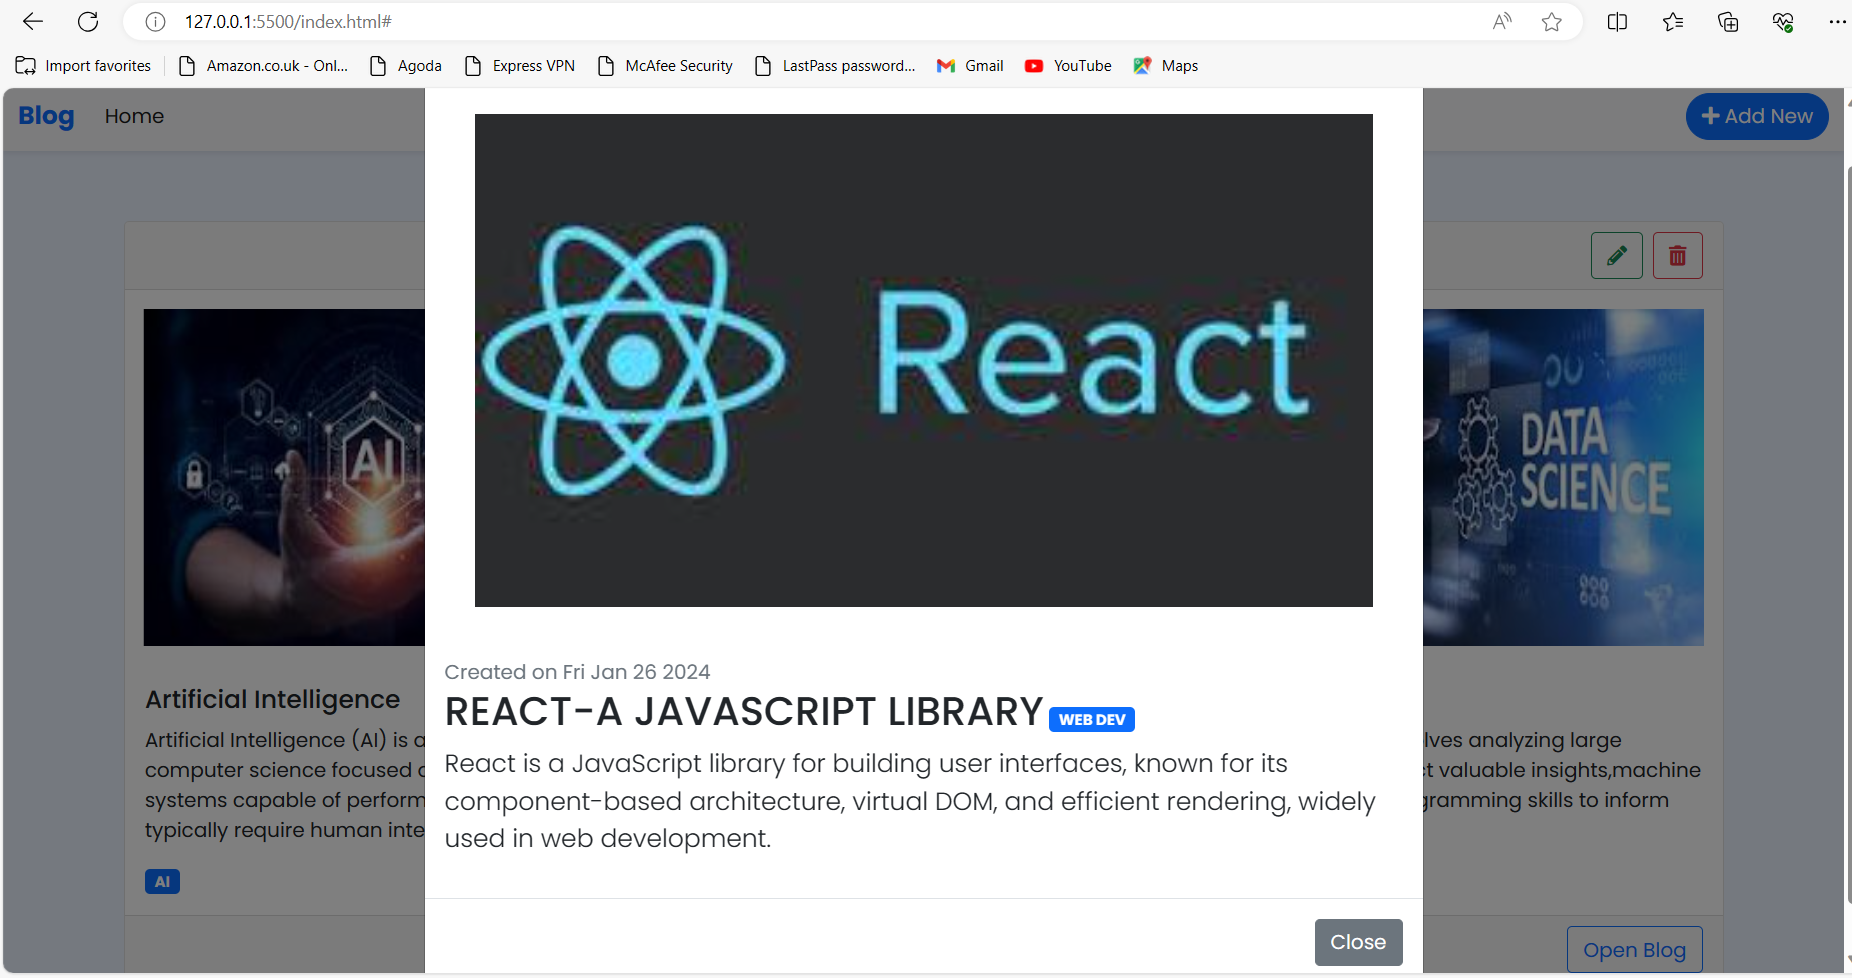 127.0.0.1:5500/index.html#
Import favorites
Amazon.co.uk - Onl...
Agoda
Express VPN
McAfee Security
LastPass password...
Gmail
YouTube
Maps
Blog
Home
Add New
React
AI
DATA
SCIENCE
Created on Fri Jan 26 2024
REACT-A JAVASCRIPT LIBRARY WEB DEV
React is a JavaScript library for building user interfaces, known for its
component-based architecture, virtual DOM, and efficient rendering, widely
used in web development.
Close
Artificial Intelligence
Artificial Intelligence (AI) is a
computer science focused
systems capable of perform
typically require human inte
AI
lves analyzing large
valuable insights,machine
gramming skills to inform
Open Blog